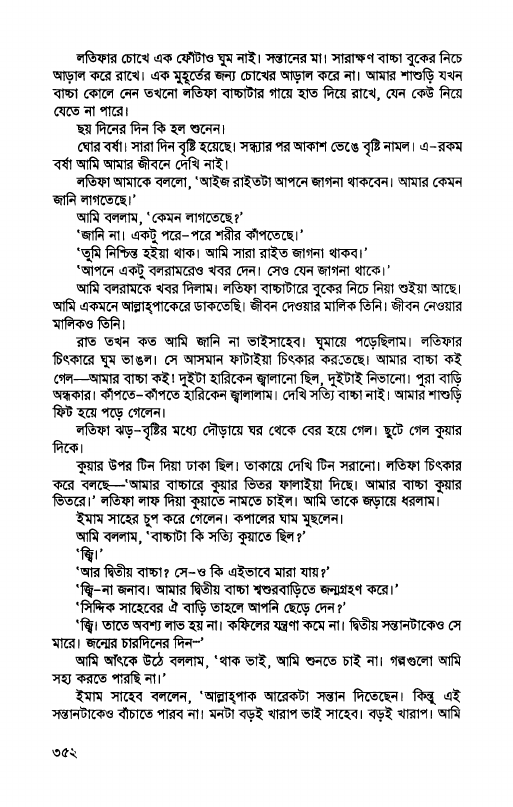 লতিফার চোখে এক ফোঁটাও ঘুম নাই। সন্তানের মা। সারাক্ষণ বাচ্চা বুকের নিচে
আড়াল করে রাখে। এক মুহূর্তের জন্য চোখের আড়াল করে না। আমার শাশুড়ি যখন
বাচ্চা কোলে নেন তখনো লতিফা বাচ্চাটার গায়ে হাত দিয়ে রাখে, যেন কেউ নিয়ে
যেতে না পারে।
ছয় দিনের দিন কি হল শুনেন।
ঘোর বর্ষা। সারা দিন বৃষ্টি হয়েছে। সন্ধ্যার পর আকাশ ভেঙে বৃষ্টি নামল। এ-রকম
বর্ষা আমি আমার জীবনে দেখি নাই।
লতিফা আমাকে বললো, ‘আইজ রাইতটা আপনে জাগনা থাকবেন। আমার কেমন
জানি লাগতেছে।’
আমি বললাম, ‘কেমন লাগতেছে?’
‘জানি না। একটু পরে-পরে শরীর কাঁপতেছে।’
‘তুমি নিশ্চিন্ত হইয়া থাক। আমি সারা রাইত জাগনা থাকব।’
‘আপনে একটু বলরামরেও খবর দেন। সেও যেন জাগনা থাকে।’
আমি বলরামকে খবর দিলাম। লতিফা বাচ্চাটারে বুকের নিচে নিয়া শুইয়া আছে।
আমি একমনে আল্লাহ্‌পাকেরে ডাকতেছি। জীবন দেওয়ার মালিক তিনি। জীবন নেওয়ার
মালিকও তিনি।
রাত তখন কত আমি জানি না ভাইসাহেব। ঘুমায়ে পড়েছিলাম। লতিফার
চিৎকারে ঘুম ভাঙল। সে আসমান ফাটাইয়া চিৎকার করতেছে। আমার বাচ্চা কই
গেল—আমার বাচ্চা কই! দুইটা হারিকেন জ্বালানো ছিল, দুইটাই নিভানো। পুরা বাড়ি
অন্ধকার। কাঁপতে-কাঁপতে হারিকেন জ্বালালাম। দেখি সত্যি বাচ্চা নাই। আমার শাশুড়ি
ফিট হয়ে পড়ে গেলেন।
লতিফা ঝড়-বৃষ্টির মধ্যে দৌড়ায়ে ঘর থেকে বের হয়ে গেল। ছুটে গেল কুয়ার
দিকে।
কুয়ার উপর টিন দিয়া ঢাকা ছিল। তাকায়ে দেখি টিন সরানো। লতিফা চিৎকার
করে বলছে—‘আমার বাচ্চারে কুয়ার ভিতর ফালাইয়া দিছে। আমার বাচ্চা কুয়ার
ভিতরে।’ লতিফা লাফ দিয়া কুয়াতে নামতে চাইল। আমি তাকে জড়ায়ে ধরলাম।
ইমাম সাহেব চুপ করে গেলেন। কপালের ঘাম মুছলেন।
আমি বললাম, ‘বাচ্চাটা কি সত্যি কুয়াতে ছিল?’
‘জ্বি।’
‘আর দ্বিতীয় বাচ্চা? সে-ও কি এইভাবে মারা যায়?’
‘জ্বি-না জনাব। আমার দ্বিতীয় বাচ্চা শ্বশুরবাড়িতে জন্মগ্রহণ করে।’
‘সিদ্দিক সাহেবের ঐ বাড়ি তাহলে আপনি ছেড়ে দেন?’
‘জ্বি। তাতে অবশ্য লাভ হয় না। কফিলের যন্ত্রণা কমে না। দ্বিতীয় সন্তানটাকেও সে
মারে। জন্মের চারদিনের দিন—’
আমি আঁৎকে উঠে বললাম, ‘থাক ভাই, আমি শুনতে চাই না। গল্পগুলো আমি
সহ্য করতে পারছি না।’
ইমাম সাহেব বললেন, ‘আল্লাহ্‌পাক আরেকটা সন্তান দিতেছেন। কিন্তু এই
সন্তানটাকেও বাঁচাতে পারব না। মনটা বড়ই খারাপ ভাই সাহেব। বড়ই খারাপ। আমি
৩৫২